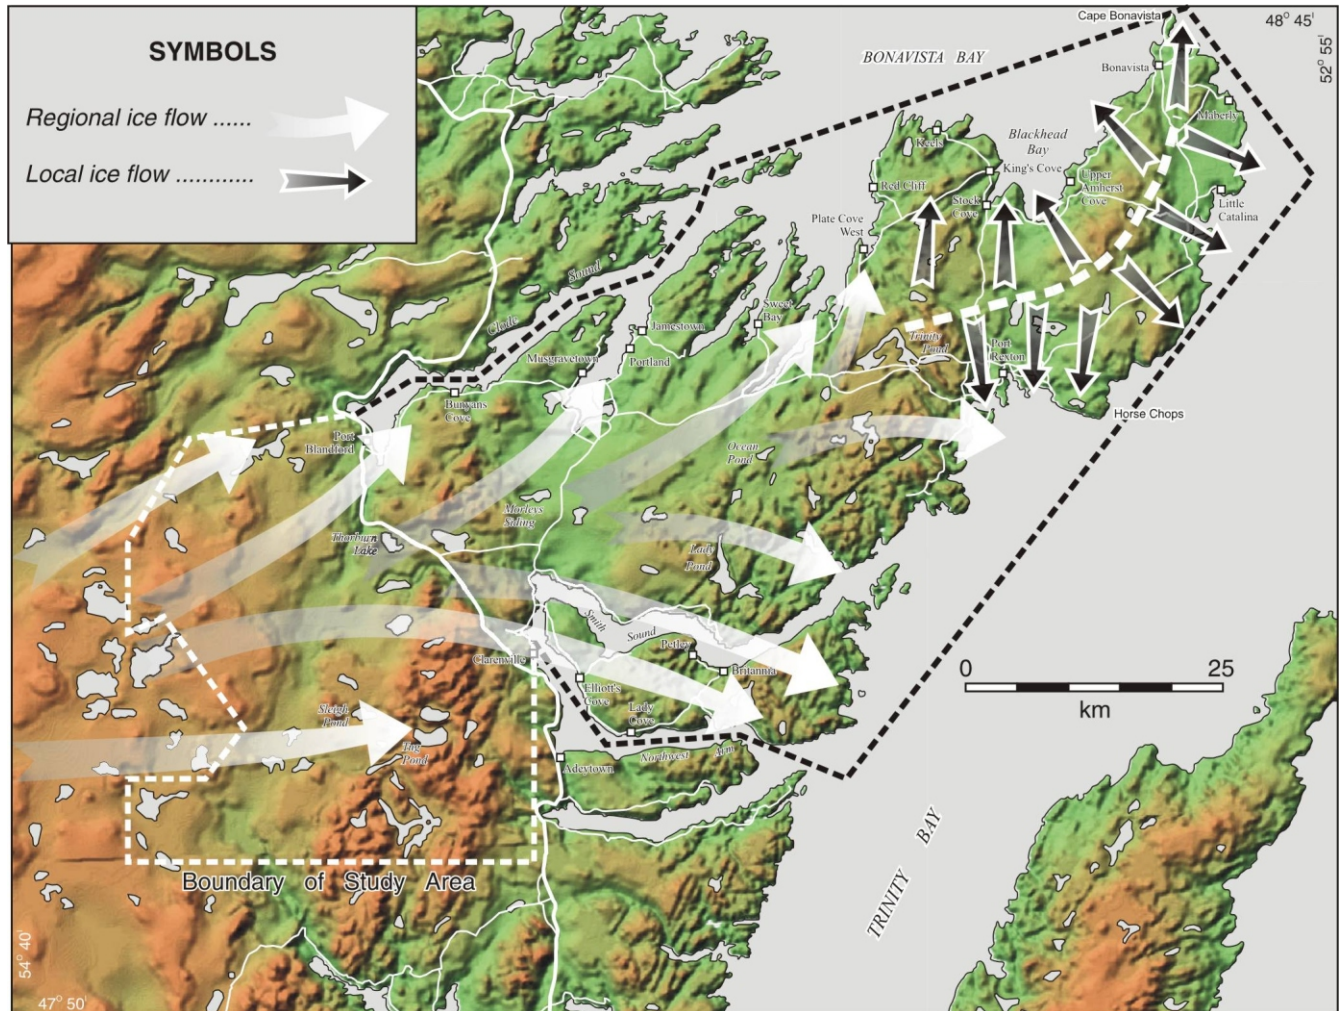 SYMBOLS
Regional ice flow ......
Local ice flow ............
Cape Bonavista
48° 45'
52° 55'
BONAVISTA BAY
Bonavista
Maberly
Keels
Blackhead
Bay
King's Cove
Red Cliff
Upper
Amherst
Cove
Stock
Cove
Little
Catalina
Plate Cove
West
Sound
Clode
Sweet
Bay
Jamestown
Musgravetown
Portland
Trinity
Pond
Port
Rexton
Bunyans
Cove
Horse Chops
Port
Blandford
Ocean
Pond
Morleys
Siding
Thorburn
Lake
Lady
Pond
Smith
Sound
Petley
Clarenville
Britannia
Elliott's
Cove
Lady
Cove
0 25
km
Sleigh
Pond
Tug
Pond
Northwest Arm
Adeytown
Boundary of Study Area
TRINITY BAY
54° 40'
47° 50'